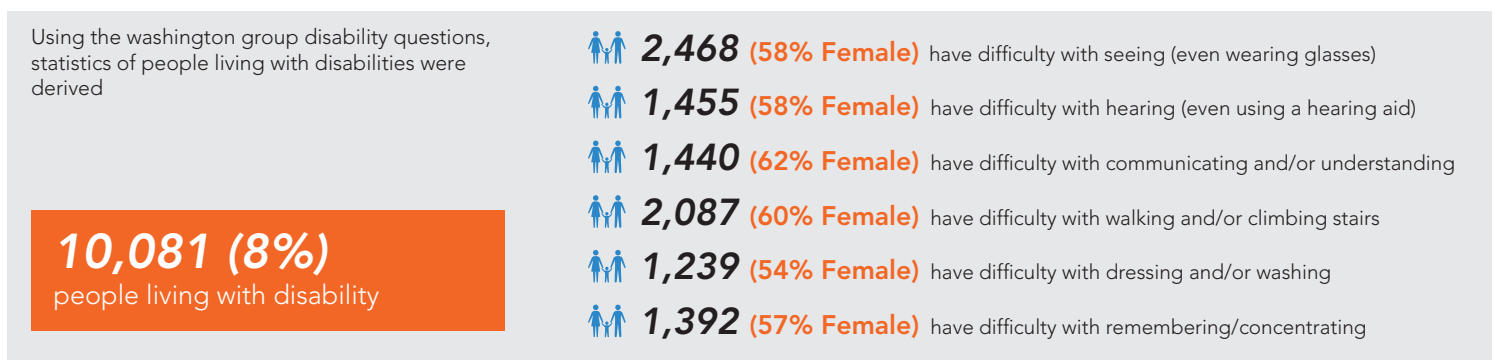 Using the washington group disability questions,
statistics of people living with disabilities were
derived
10,081 (8%)
people living with disability
2,468 (58% Female) have difficulty with seeing (even wearing glasses)
1,455 (58% Female) have difficulty with hearing (even using a hearing aid)
1,440 (62% Female) have difficulty with communicating and/or understanding
2,087 (60% Female) have difficulty with walking and/or climbing stairs
1,239 (54% Female) have difficulty with dressing and/or washing
1,392 (57% Female) have difficulty with remembering/concentrating